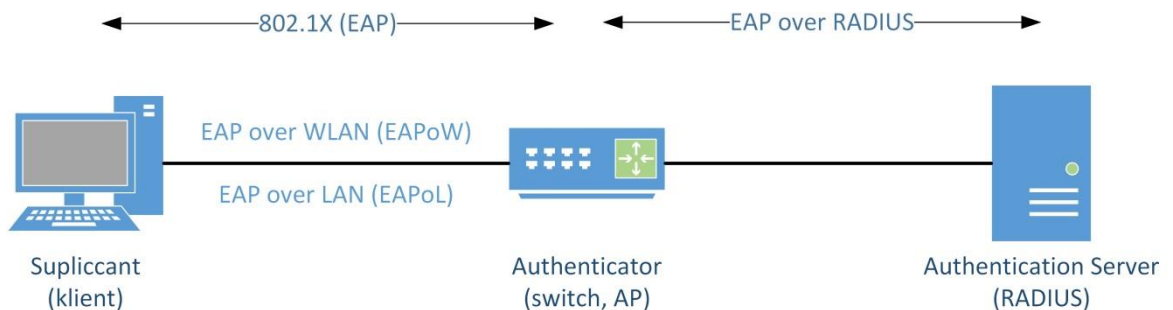 802.1X (EAP)
EAP over RADIUS
EAP over WLAN (EAPoW)
EAP over LAN (EAPoL)
Supliccant
(klient)
Authenticator
(switch, AP)
Authentication Server
(RADIUS)